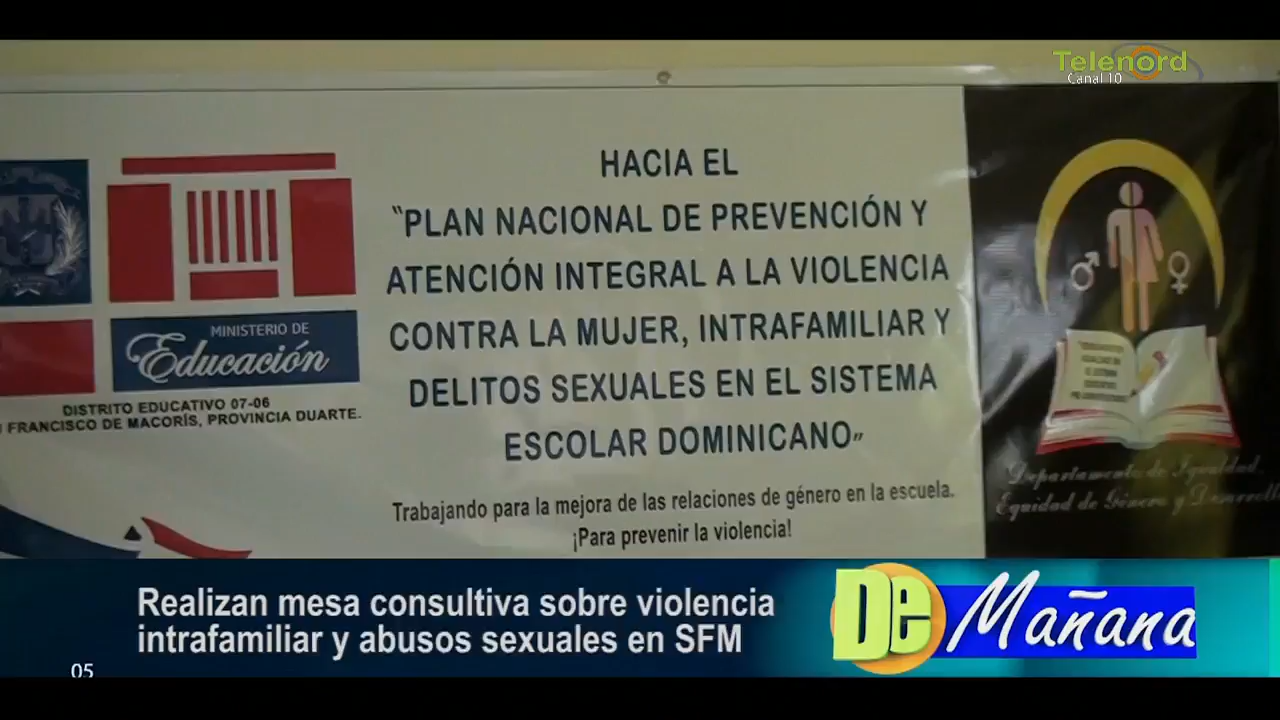 Telenord
Canal 10
HACIA EL
"PLAN NACIONAL DE PREVENCIÓN Y
ATENCIÓN INTEGRAL A LA VIOLENCIA
CONTRA LA MUJER, INTRAFAMILIAR Y
DELITOS SEXUALES EN EL SISTEMA
ESCOLAR DOMINICANO"
Trabajando para la mejora de las relaciones de género en la escuela.
¡Para prevenir la violencia!
MINISTERIO DE
Educación
DISTRITO EDUCATIVO 07-06
FRANCISCO DE MACORÍS, PROVINCIA DUARTE.
Departamento de Igualdad,
Equidad de Género y Desarroll
Realizan mesa consultiva sobre violencia
intrafamiliar y abusos sexuales en SFM
De Mañana
05